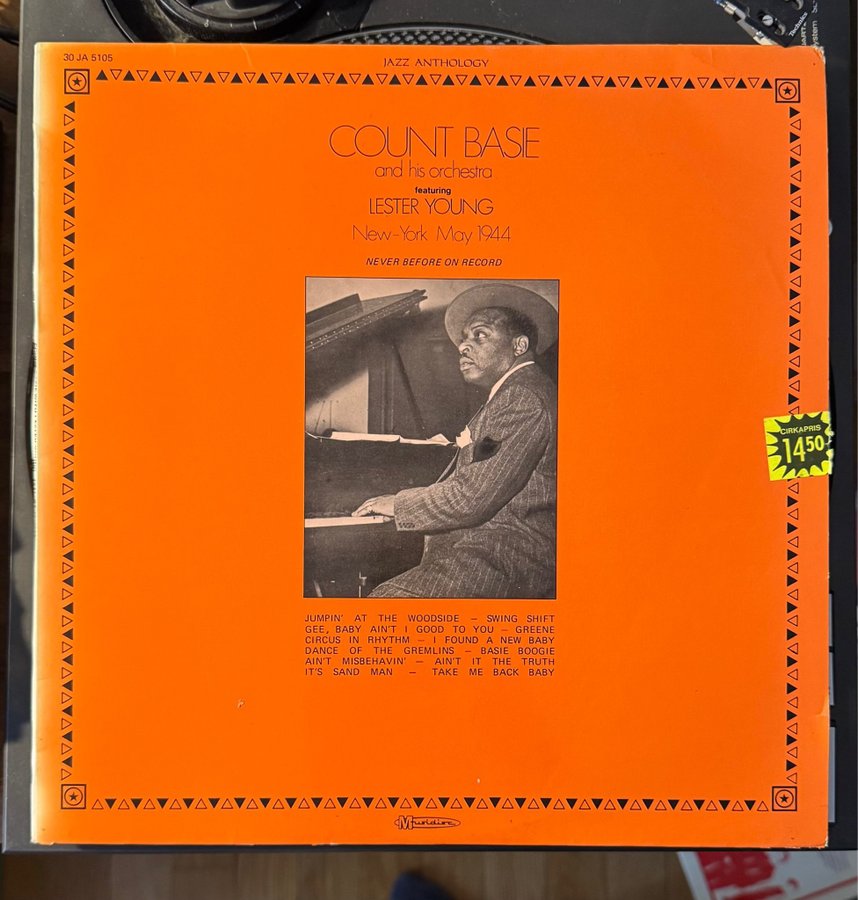 Technics
30 JA 5105
JAZZ ANTHOLOGY
COUNT BASIE
and his orchestra
featuring
LESTER YOUNG
New-York May 1944
NEVER BEFORE ON RECORD
CIRKAPRIS
14 50
JUMPIN' AT THE WOODSIDE – SWING SHIFT
GEE, BABY AIN'T I GOOD TO YOU – GREENE
CIRCUS IN RHYTHM – I FOUND A NEW BABY
DANCE OF THE GREMLINS – BASIE BOOGIE
AIN'T MISBEHAVIN' – AIN'T IT THE TRUTH
IT'S SAND MAN – TAKE ME BACK BABY
Musidisc